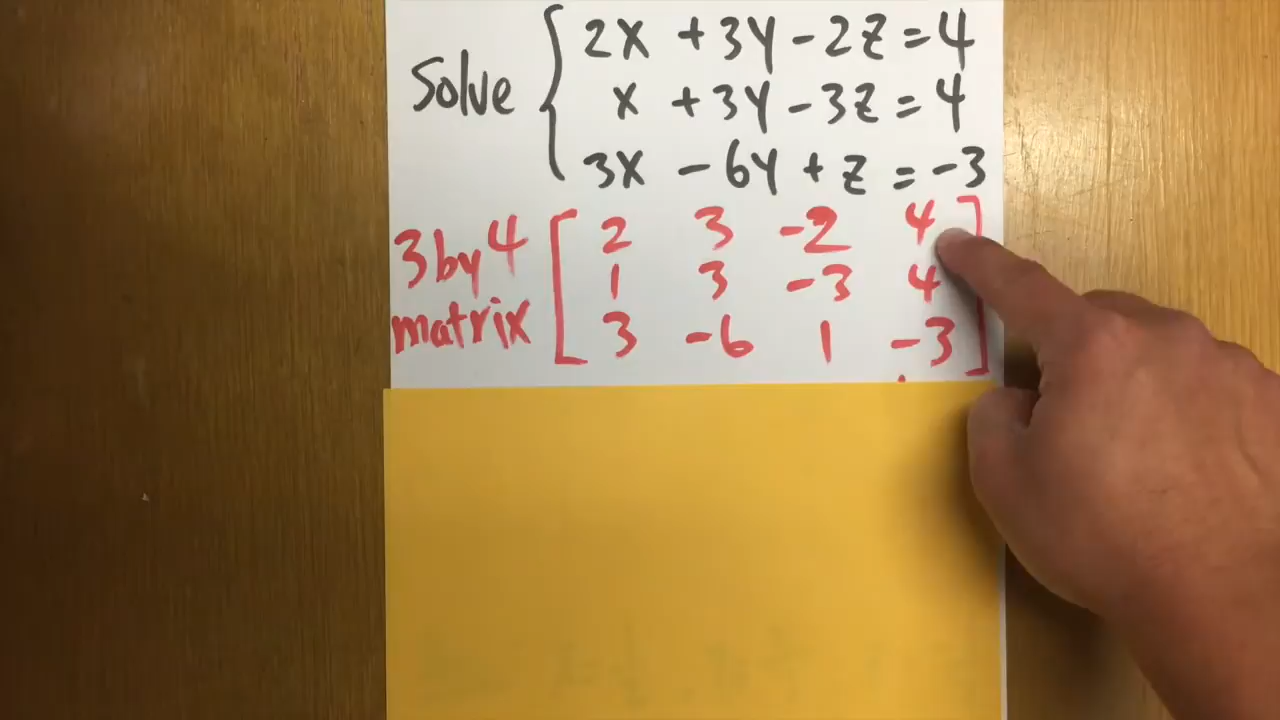 Solve { 2x + 3y - 2z = 4
x + 3y - 3z = 4
3x - 6y + z = -3
3 by 4 matrix [ 2 3 -2 4
1 3 -3 4
3 -6 1 -3 ]